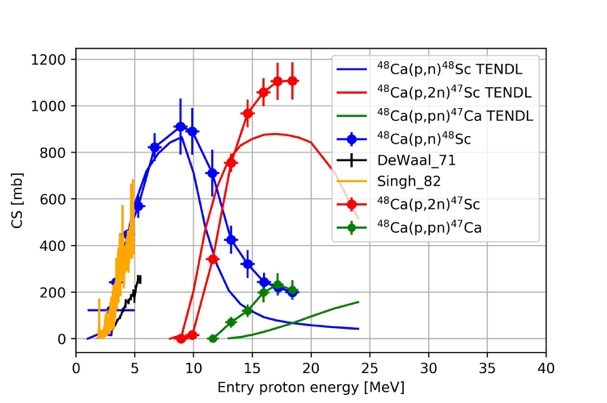 1200
1000
800
600
400
200
0
CS [mb]
⁴⁸Ca(p,n)⁴⁸Sc TENDL
⁴⁸Ca(p,2n)⁴⁷Sc TENDL
⁴⁸Ca(p,pn)⁴⁷Ca TENDL
⁴⁸Ca(p,n)⁴⁸Sc
DeWaal_71
Singh_82
⁴⁸Ca(p,2n)⁴⁷Sc
⁴⁸Ca(p,pn)⁴⁷Ca
0 5 10 15 20 25 30 35 40
Entry proton energy [MeV]